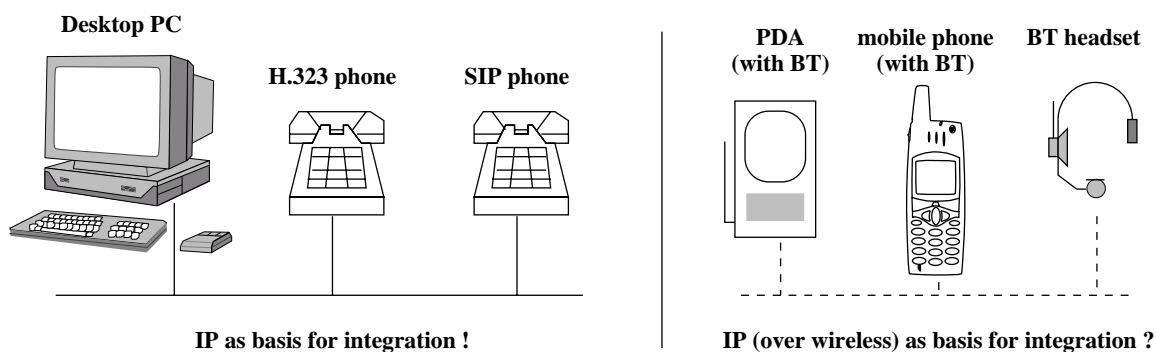 Desktop PC
H.323 phone
SIP phone
IP as basis for integration !
PDA
(with BT)
mobile phone
(with BT)
BT headset
IP (over wireless) as basis for integration ?